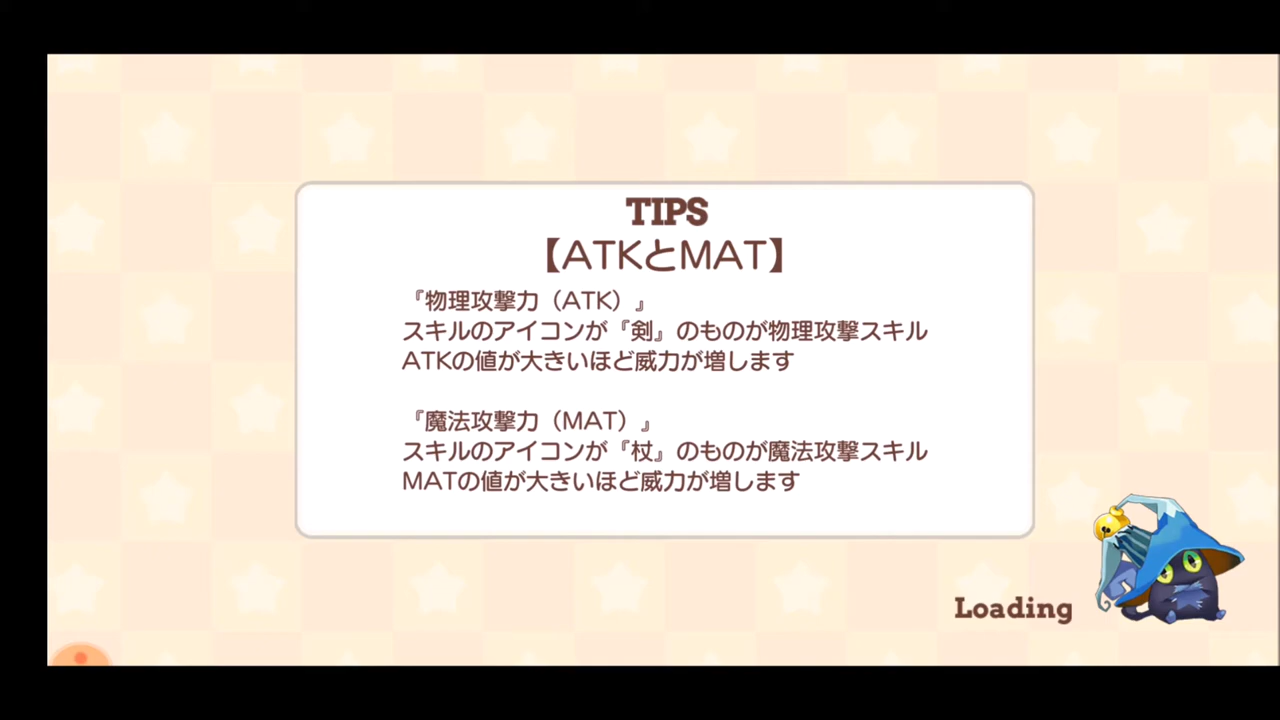 TIPS
【ATKとMAT】
『物理攻撃力（ATK）』
スキルのアイコンが『剣』のものが物理攻撃スキル
ATKの値が大きいほど威力が増します
『魔法攻撃力（MAT）』
スキルのアイコンが『杖』のものが魔法攻撃スキル
MATの値が大きいほど威力が増します
Loading